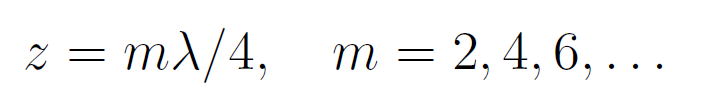 z = mλ/4, m = 2, 4, 6, . . .